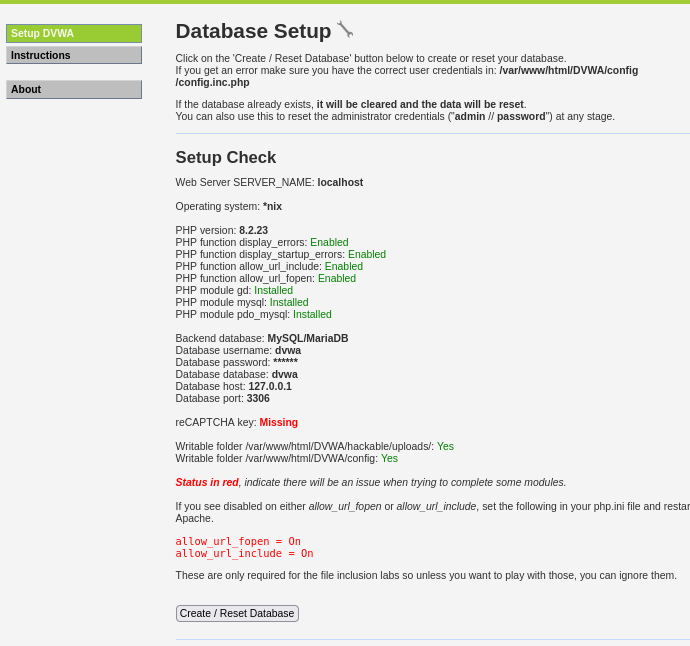 Setup DVWA
Instructions
About
Database Setup
Click on the 'Create / Reset Database' button below to create or reset your database.
If you get an error make sure you have the correct user credentials in: /var/www/html/DVWA/config
/config.inc.php
If the database already exists, it will be cleared and the data will be reset.
You can also use this to reset the administrator credentials ("admin // password") at any stage.
Setup Check
Web Server SERVER_NAME: localhost
Operating system: *nix
PHP version: 8.2.23
PHP function display_errors: Enabled
PHP function display_startup_errors: Enabled
PHP function allow_url_include: Enabled
PHP function allow_url_fopen: Enabled
PHP module gd: Installed
PHP module mysql: Installed
PHP module pdo_mysql: Installed
Backend database: MySQL/MariaDB
Database username: dvwa
Database password: ******
Database database: dvwa
Database host: 127.0.0.1
Database port: 3306
reCAPTCHA key: Missing
Writable folder /var/www/html/DVWA/hackable/uploads/: Yes
Writable folder /var/www/html/DVWA/config: Yes
Status in red, indicate there will be an issue when trying to complete some modules.
If you see disabled on either allow_url_fopen or allow_url_include, set the following in your php.ini file and restar
Apache.
allow_url_fopen = On
allow_url_include = On
These are only required for the file inclusion labs so unless you want to play with those, you can ignore them.
Create / Reset Database